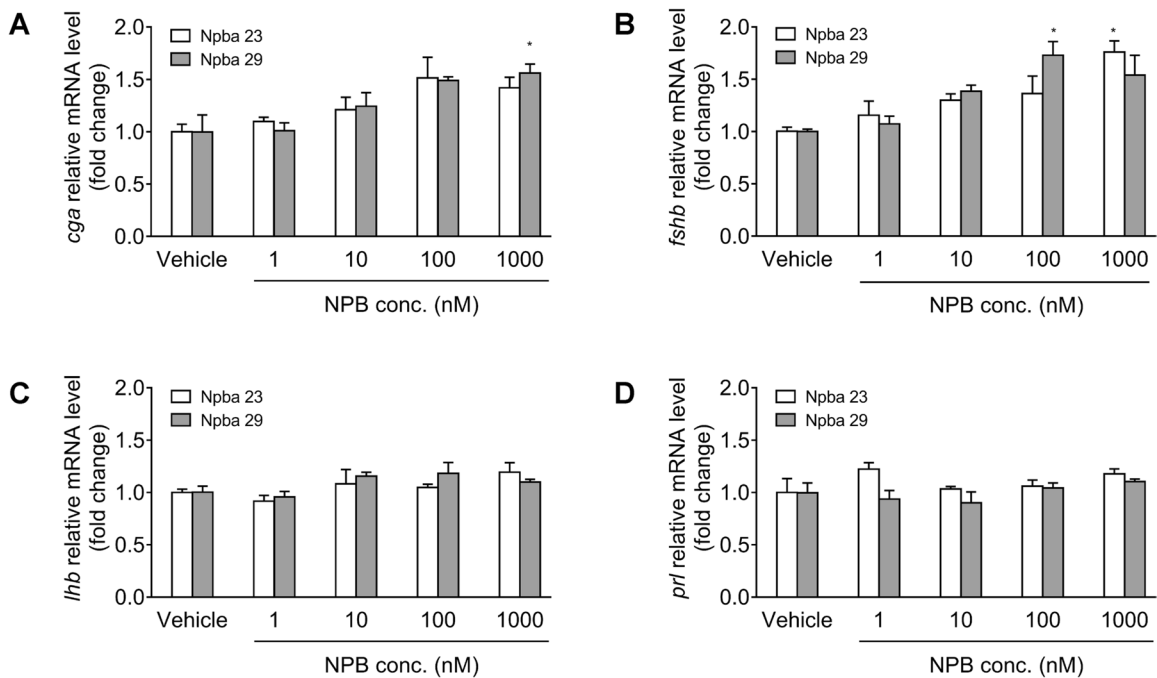 A
cga relative mRNA level
(fold change)
2.0
1.5
1.0
0.5
0.0
Npba 23
Npba 29
*
Vehicle 1 10 100 1000
NPB conc. (nM)
B
fshb relative mRNA level
(fold change)
2.0
1.5
1.0
0.5
0.0
Npba 23
Npba 29
* *
Vehicle 1 10 100 1000
NPB conc. (nM)
C
lhb relative mRNA level
(fold change)
2.0
1.5
1.0
0.5
0.0
Npba 23
Npba 29
Vehicle 1 10 100 1000
NPB conc. (nM)
D
prl relative mRNA level
(fold change)
2.0
1.5
1.0
0.5
0.0
Npba 23
Npba 29
Vehicle 1 10 100 1000
NPB conc. (nM)